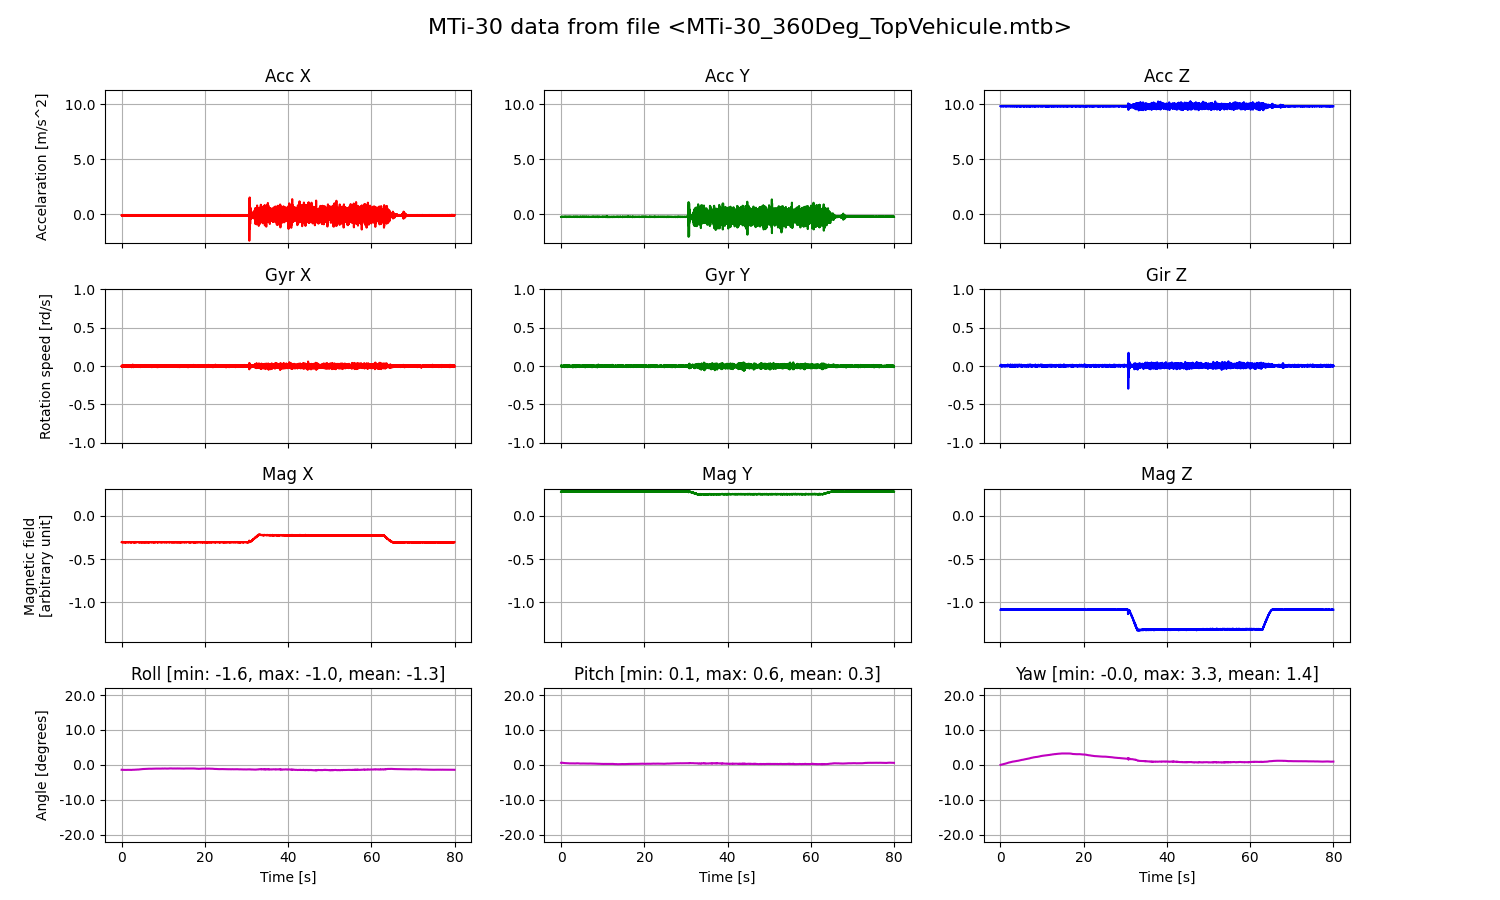 MTi-30 data from file <MTi-30_360Deg_TopVehicule.mtb>
Acc X
Acc Y
Acc Z
Accelaration [m/s^2]
10.0
5.0
0.0
10.0
5.0
0.0
10.0
5.0
0.0
Gyr X
Gyr Y
Gir Z
Rotation speed [rd/s]
1.0
0.5
0.0
-0.5
-1.0
1.0
0.5
0.0
-0.5
-1.0
1.0
0.5
0.0
-0.5
-1.0
Mag X
Mag Y
Mag Z
Magnetic field
[arbitrary unit]
0.0
-0.5
-1.0
0.0
-0.5
-1.0
0.0
-0.5
-1.0
Roll [min: -1.6, max: -1.0, mean: -1.3]
Pitch [min: 0.1, max: 0.6, mean: 0.3]
Yaw [min: -0.0, max: 3.3, mean: 1.4]
Angle [degrees]
20.0
10.0
0.0
-10.0
-20.0
20.0
10.0
0.0
-10.0
-20.0
20.0
10.0
0.0
-10.0
-20.0
0 20 40 60 80
0 20 40 60 80
0 20 40 60 80
Time [s]
Time [s]
Time [s]